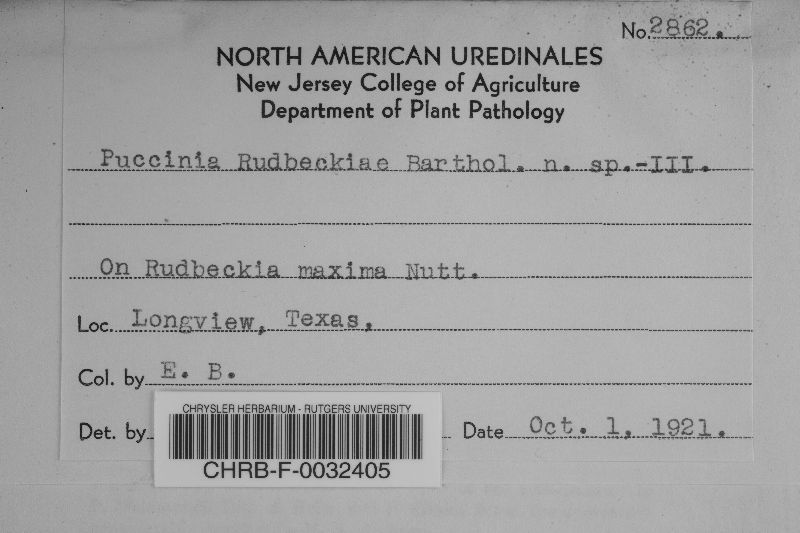 No. 2862.
NORTH AMERICAN UREDINALES
New Jersey College of Agriculture
Department of Plant Pathology
Puccinia Rudbeckiae Barthol. n. sp.-III.
On Rudbeckia maxima Nutt.
Loc. Longview, Texas,
Col. by E. B.
Det. by
Date Oct. 1, 1921.
CHRYSLER HERBARIUM - RUTGERS UNIVERSITY
CHRB-F-0032405